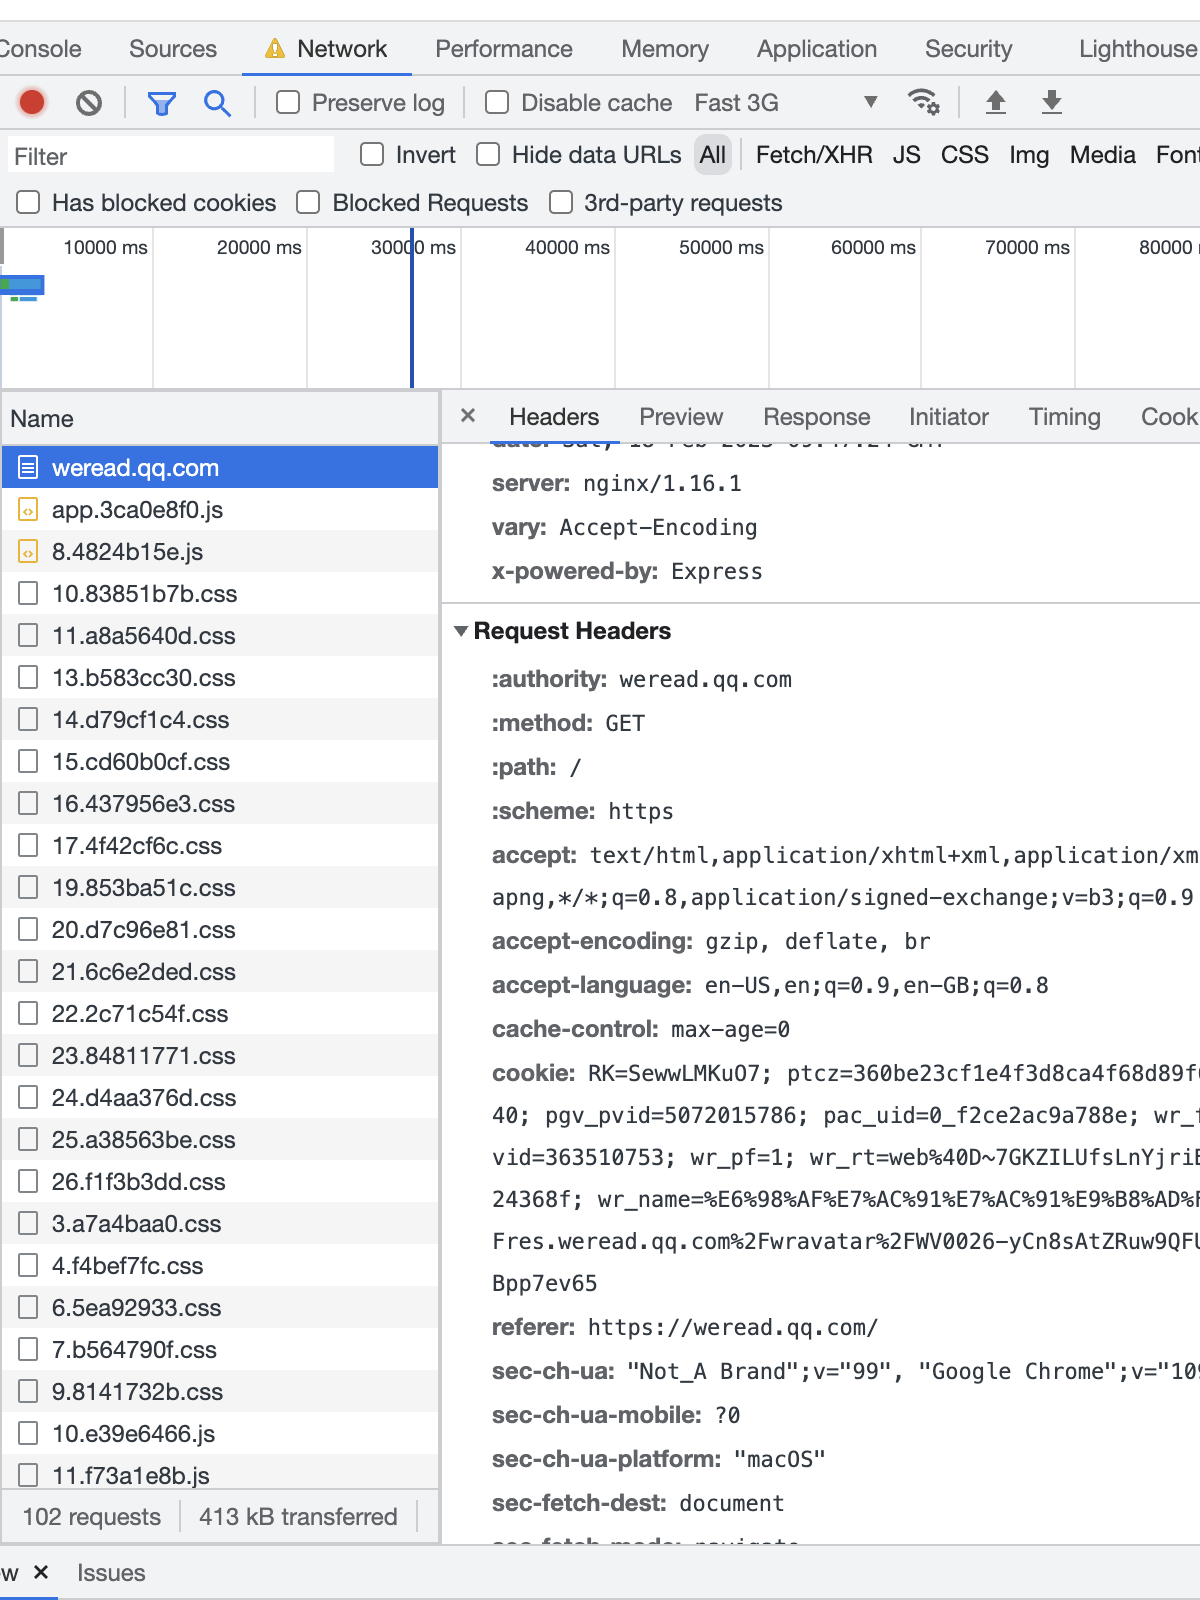 Console Sources Network Performance Memory Application Security Lighthouse
Preserve log Disable cache Fast 3G
Filter Invert Hide data URLs All Fetch/XHR JS CSS Img Media Font
Has blocked cookies Blocked Requests 3rd-party requests
10000 ms 20000 ms 30000 ms 40000 ms 50000 ms 60000 ms 70000 ms 80000
Name
weread.qq.com
app.3ca0e8f0.js
8.4824b15e.js
10.83851b7b.css
11.a8a5640d.css
13.b583cc30.css
14.d79cf1c4.css
15.cd60b0cf.css
16.437956e3.css
17.4f42cf6c.css
19.853ba51c.css
20.d7c96e81.css
21.6c6e2ded.css
22.2c71c54f.css
23.84811771.css
24.d4aa376d.css
25.a38563be.css
26.f1f3b3dd.css
3.a7a4baa0.css
4.f4bef7fc.css
6.5ea92933.css
7.b564790f.css
9.8141732b.css
10.e39e6466.js
11.f73a1e8b.js
102 requests 413 kB transferred
× Headers Preview Response Initiator Timing Cook
server: nginx/1.16.1
vary: Accept-Encoding
x-powered-by: Express
Request Headers
:authority: weread.qq.com
:method: GET
:path: /
:scheme: https
accept: text/html,application/xhtml+xml,application/xm
apng,*/*;q=0.8,application/signed-exchange;v=b3;q=0.9
accept-encoding: gzip, deflate, br
accept-language: en-US,en;q=0.9,en-GB;q=0.8
cache-control: max-age=0
cookie: RK=SewwLMKuO7; ptcz=360be23cf1e4f3d8ca4f68d89f
40; pgv_pvid=5072015786; pac_uid=0_f2ce2ac9a788e; wr_f
vid=363510753; wr_pf=1; wr_rt=web%40D~7GKZILUfsLnYjri
24368f; wr_name=%E6%98%AF%E7%AC%91%E7%AC%91%E9%B8%AD%
Fres.weread.qq.com%2Fwravatar%2FWV0026-yCn8sAtZRuw9QFU
Bpp7ev65
referer: https://weread.qq.com/
sec-ch-ua: "Not_A Brand";v="99", "Google Chrome";v="109
sec-ch-ua-mobile: ?0
sec-ch-ua-platform: "macOS"
sec-fetch-dest: document
sec-fetch-mode: navigate
w × Issues